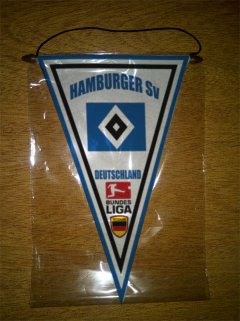 HAMBURGER SV
DEUTSCHLAND
BUNDES
LIGA